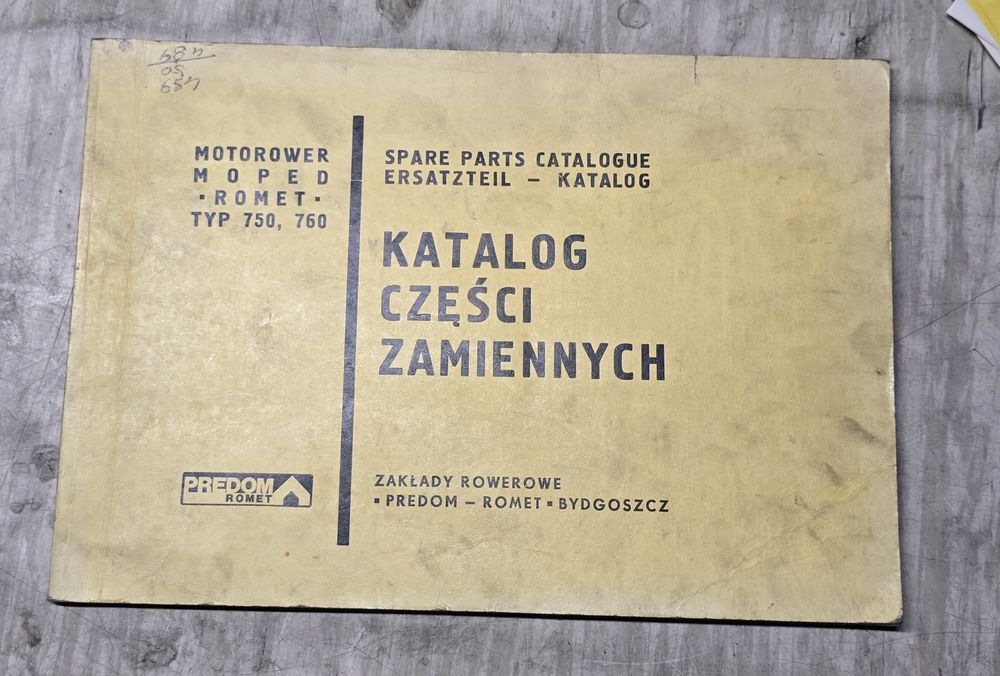 MOTOROWER
MOPED
▪ROMET▪
TYP 750, 760
SPARE PARTS CATALOGUE
ERSATZTEIL – KATALOG
KATALOG
CZĘŚCI
ZAMIENNYCH
PREDOM
ROMET
ZAKŁADY ROWEROWE
▪PREDOM – ROMET▪BYDGOSZCZ